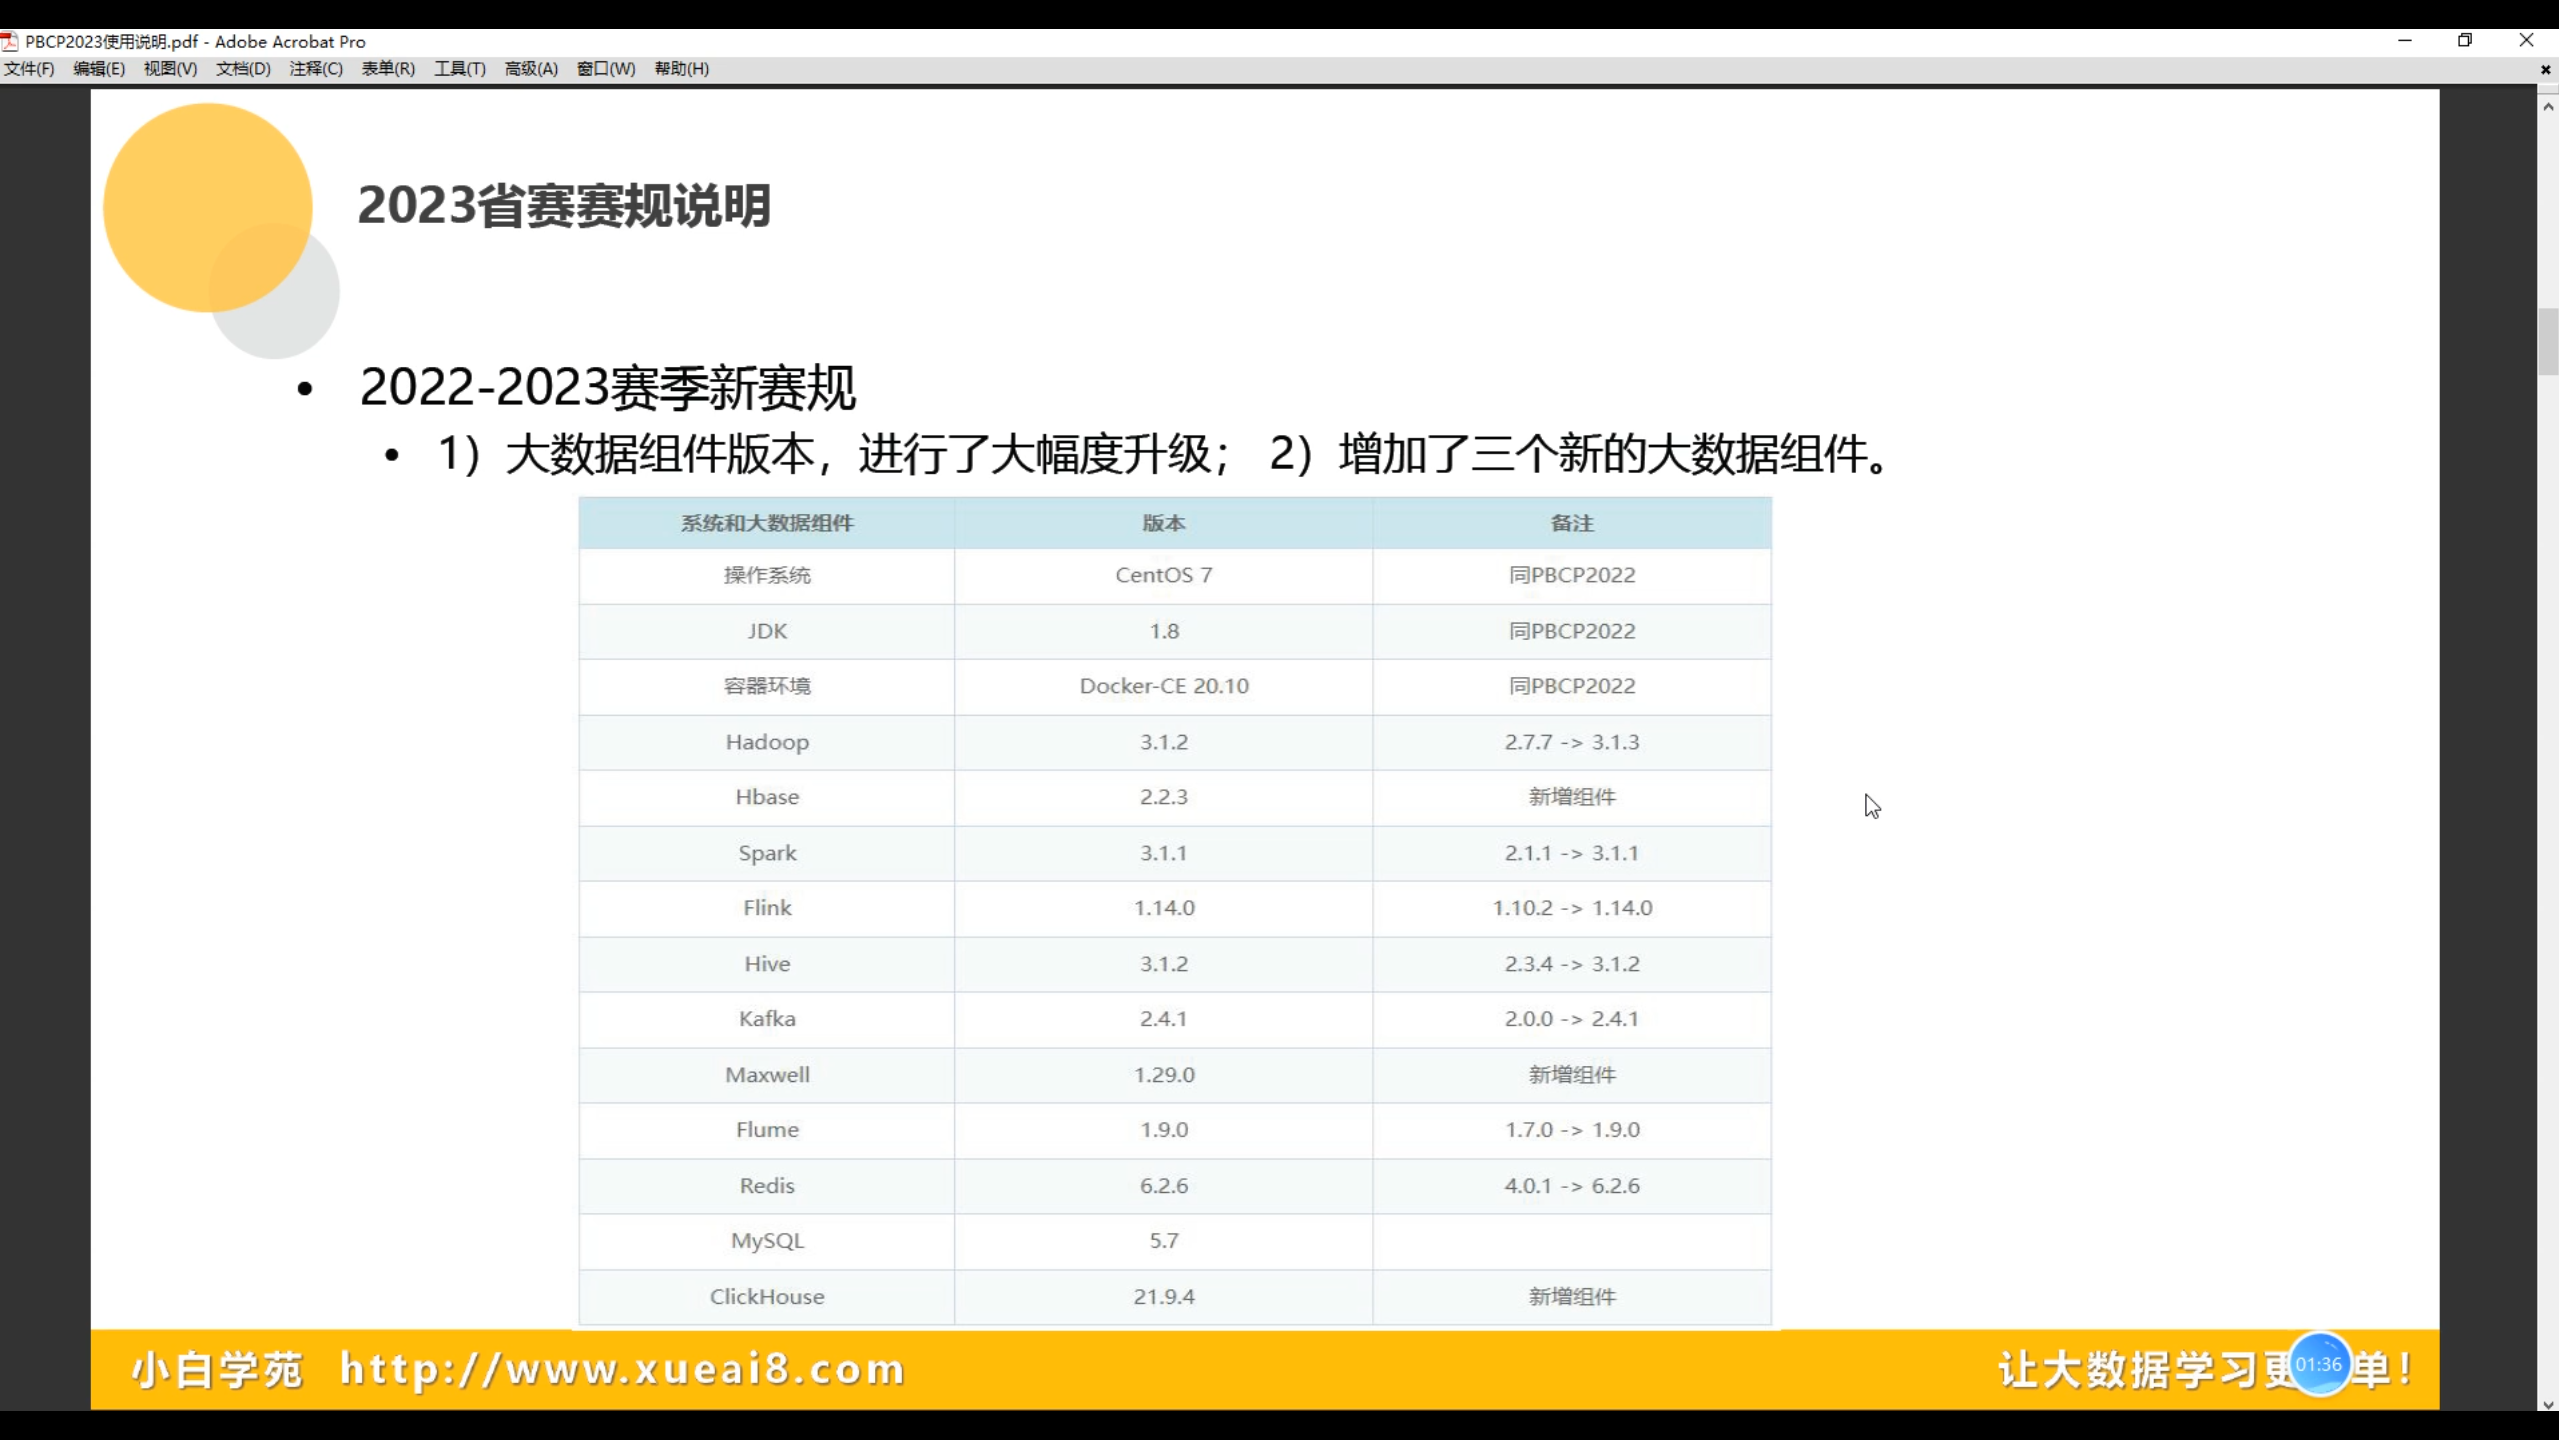 PBCP2023使用说明.pdf - Adobe Acrobat Pro
文件(F) 编辑(E) 视图(V) 文档(D) 注释(C) 表单(R) 工具(T) 高级(A) 窗口(W) 帮助(H)
2023省赛赛规说明
• 2022-2023赛季新赛规
• 1）大数据组件版本，进行了大幅度升级； 2）增加了三个新的大数据组件。
系统和大数据组件 版本 备注
操作系统 CentOS 7 同PBCP2022
JDK 1.8 同PBCP2022
容器环境 Docker-CE 20.10 同PBCP2022
Hadoop 3.1.2 2.7.7 -> 3.1.3
Hbase 2.2.3 新增组件
Spark 3.1.1 2.1.1 -> 3.1.1
Flink 1.14.0 1.10.2 -> 1.14.0
Hive 3.1.2 2.3.4 -> 3.1.2
Kafka 2.4.1 2.0.0 -> 2.4.1
Maxwell 1.29.0 新增组件
Flume 1.9.0 1.7.0 -> 1.9.0
Redis 6.2.6 4.0.1 -> 6.2.6
MySQL 5.7
ClickHouse 21.9.4 新增组件
小白学苑 http://www.xueai8.com
让大数据学习更 单！
01:36